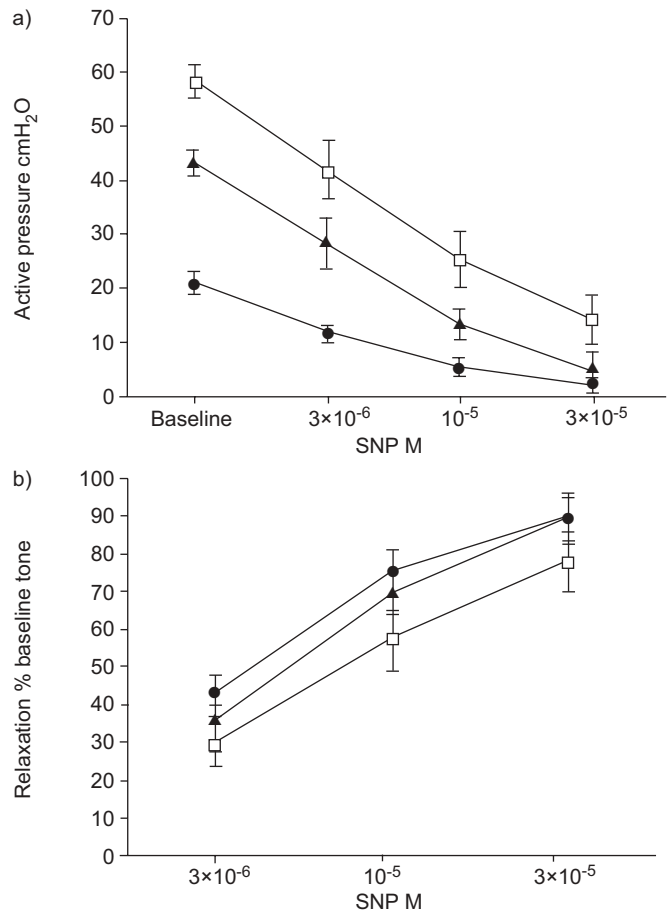 a)
70
60
50
40
30
20
10
0
Active pressure cmH₂O
Baseline 3×10⁻⁶ 10⁻⁵ 3×10⁻⁵
SNP M
b)
100
90
80
70
60
50
40
30
20
10
0
Relaxation % baseline tone
3×10⁻⁶ 10⁻⁵ 3×10⁻⁵
SNP M